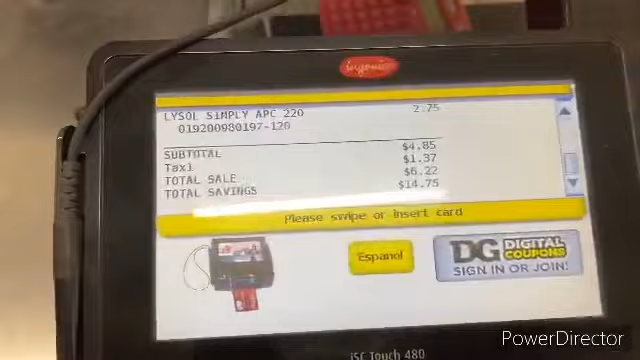 ingenico
LYSOL SIMPLY APC 220 2.75
019200980197-120
SUBTOTAL $4.85
Tax1 $1.37
TOTAL SALE $6.22
TOTAL SAVINGS $14.75
Please swipe or insert card
Espanol
DG DIGITAL COUPONS
SIGN IN OR JOIN!
iSC Touch 480
PowerDirector